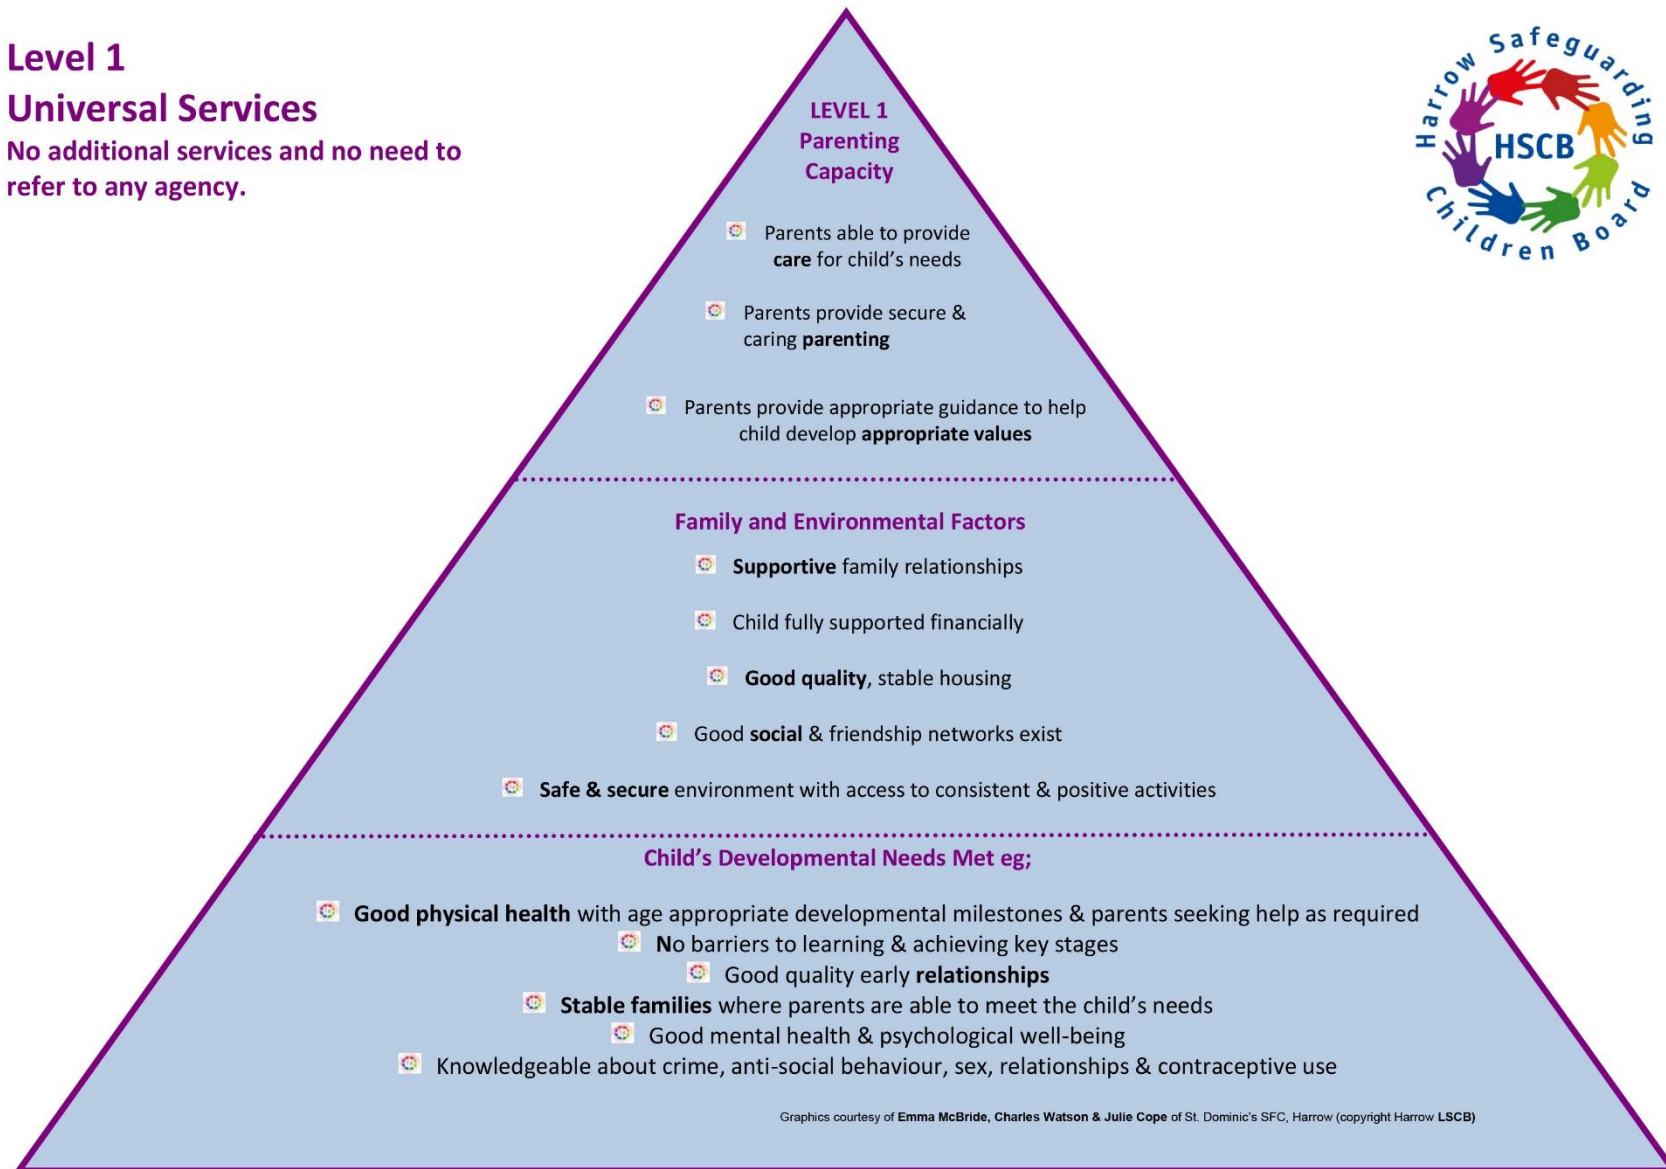 Level 1
Universal Services
No additional services and no need to
refer to any agency.
Harrow Safeguarding
HSCB
Children Board
LEVEL 1
Parenting
Capacity
Parents able to provide
care for child’s needs
Parents provide secure &
caring parenting
Parents provide appropriate guidance to help
child develop appropriate values
Family and Environmental Factors
Supportive family relationships
Child fully supported financially
Good quality, stable housing
Good social & friendship networks exist
Safe & secure environment with access to consistent & positive activities
Child’s Developmental Needs Met eg;
Good physical health with age appropriate developmental milestones & parents seeking help as required
No barriers to learning & achieving key stages
Good quality early relationships
Stable families where parents are able to meet the child’s needs
Good mental health & psychological well-being
Knowledgeable about crime, anti-social behaviour, sex, relationships & contraceptive use
Graphics courtesy of Emma McBride, Charles Watson & Julie Cope of St. Dominic's SFC, Harrow (copyright Harrow LSCB)